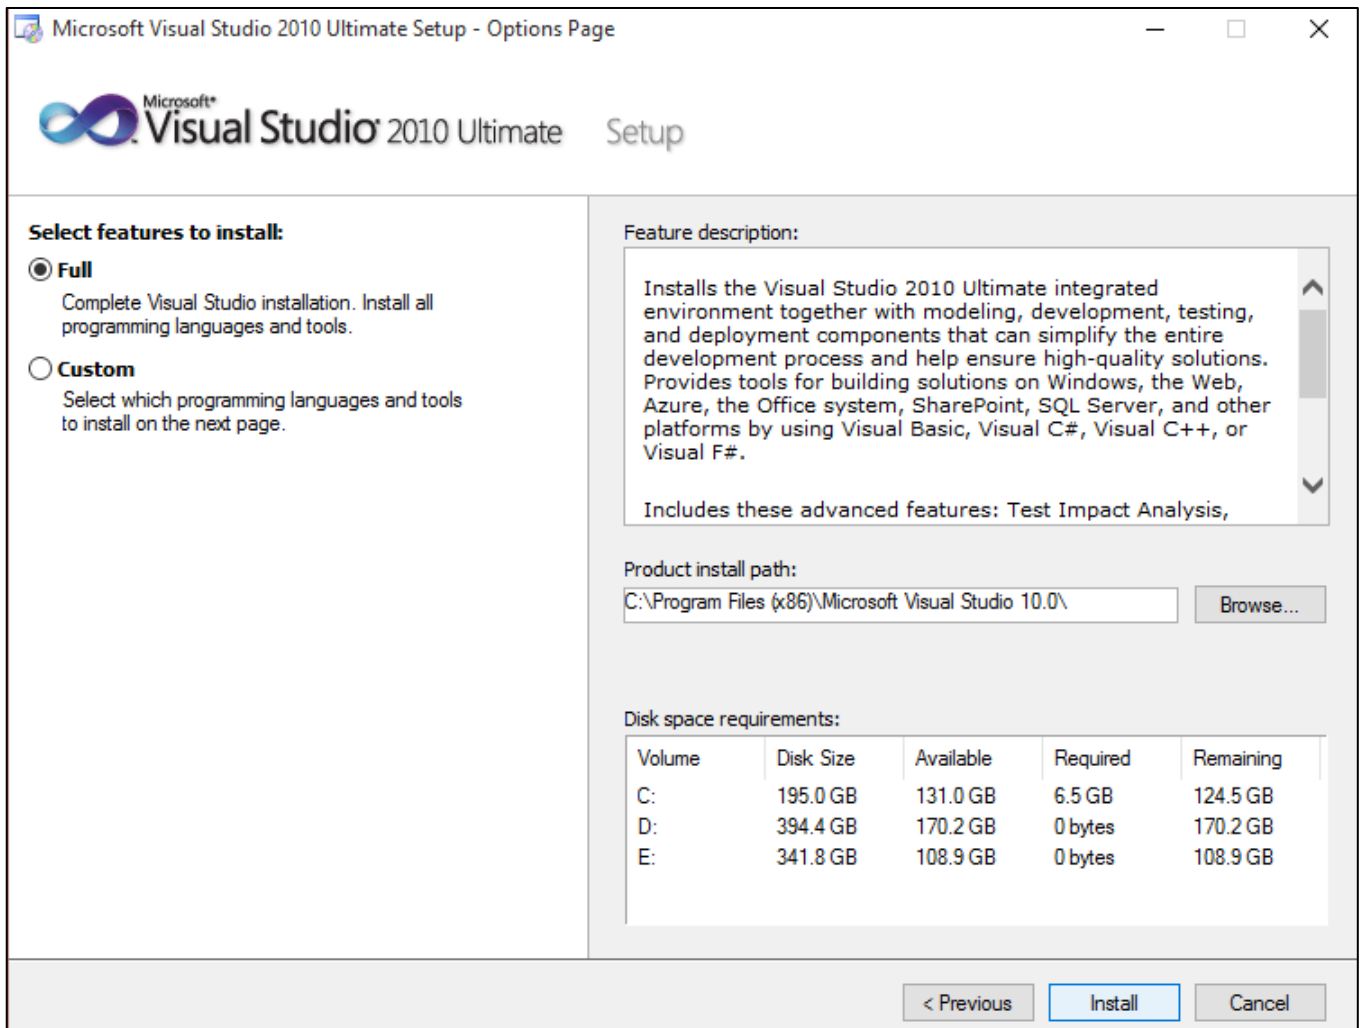 Microsoft Visual Studio 2010 Ultimate Setup - Options Page
Microsoft®
Visual Studio® 2010 Ultimate Setup
Select features to install:
Full
Complete Visual Studio installation. Install all
programming languages and tools.
Custom
Select which programming languages and tools
to install on the next page.
Feature description:
Installs the Visual Studio 2010 Ultimate integrated
environment together with modeling, development, testing,
and deployment components that can simplify the entire
development process and help ensure high-quality solutions.
Provides tools for building solutions on Windows, the Web,
Azure, the Office system, SharePoint, SQL Server, and other
platforms by using Visual Basic, Visual C#, Visual C++, or
Visual F#.
Includes these advanced features: Test Impact Analysis,
Product install path:
C:\Program Files (x86)\Microsoft Visual Studio 10.0\ Browse...
Disk space requirements:
Volume Disk Size Available Required Remaining
C: 195.0 GB 131.0 GB 6.5 GB 124.5 GB
D: 394.4 GB 170.2 GB 0 bytes 170.2 GB
E: 341.8 GB 108.9 GB 0 bytes 108.9 GB
< Previous Install Cancel